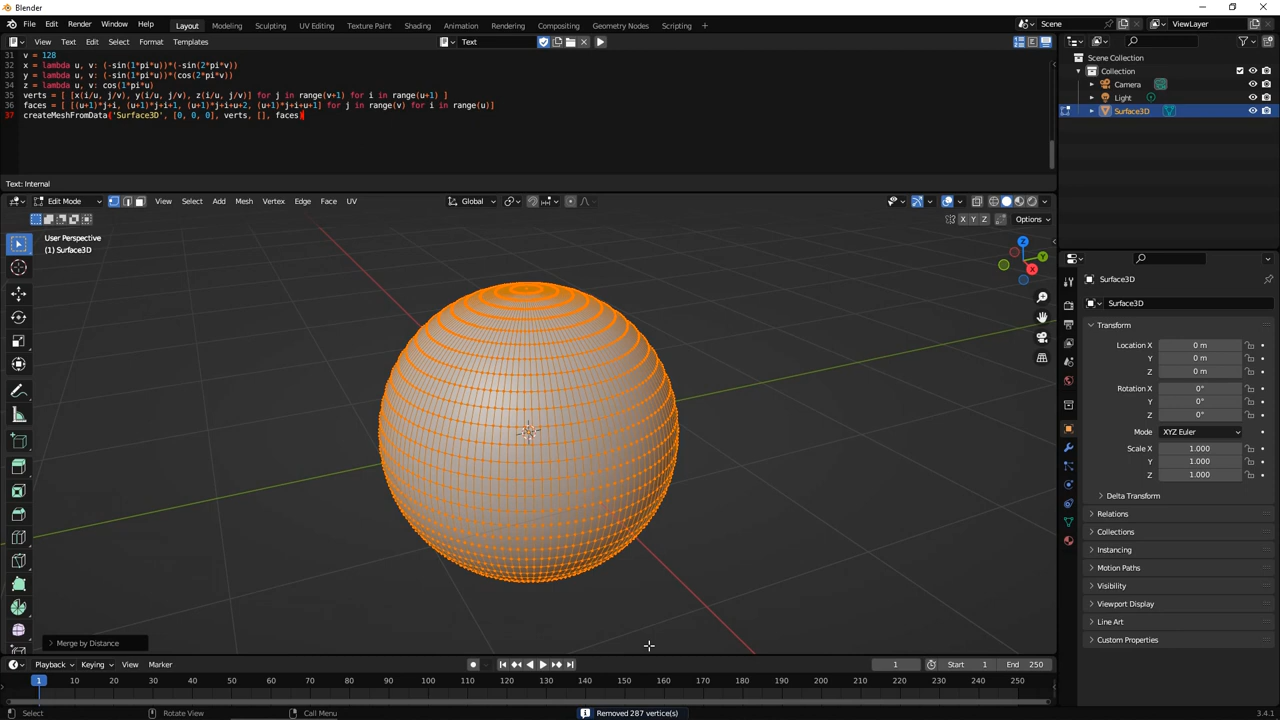 Blender
File Edit Render Window Help Layout Modeling Sculpting UV Editing Texture Paint Shading Animation Rendering Compositing Geometry Nodes Scripting + Scene ViewLayer
View Text Edit Select Format Templates Text
31 v = 128
32 x = lambda u, v: (-sin(1*pi*u))*(-sin(2*pi*v))
33 y = lambda u, v: (-sin(1*pi*u))*(cos(2*pi*v))
34 z = lambda u, v: cos(1*pi*u)
35 verts = [ [x(i/u, j/v), y(i/u, j/v), z(i/u, j/v)] for j in range(v+1) for i in range(u+1) ]
36 faces = [ [(u+1)*j+i, (u+1)*j+i+1, (u+1)*j+i+u+2, (u+1)*j+i+u+1] for j in range(v) for i in range(u)]
37 createMeshFromData('Surface3D', [0, 0, 0], verts, [], faces)
Text: Internal
Edit Mode View Select Add Mesh Vertex Edge Face UV Global
X Y Z Options
User Perspective
(1) Surface3D
Z
Y
X
Merge by Distance
Playback Keying View Marker 1 Start 1 End 250
1 10 20 30 40 50 60 70 80 90 100 110 120 130 140 150 160 170 180 190 200 210 220 230 240 250
Select Rotate View Call Menu Removed 287 vertice(s) 3.4.1
Scene Collection
Collection
Camera
Light
Surface3D
Surface3D
Surface3D
Transform
Location X 0 m
Y 0 m
Z 0 m
Rotation X 0°
Y 0°
Z 0°
Mode XYZ Euler
Scale X 1.000
Y 1.000
Z 1.000
Delta Transform
Relations
Collections
Instancing
Motion Paths
Visibility
Viewport Display
Line Art
Custom Properties